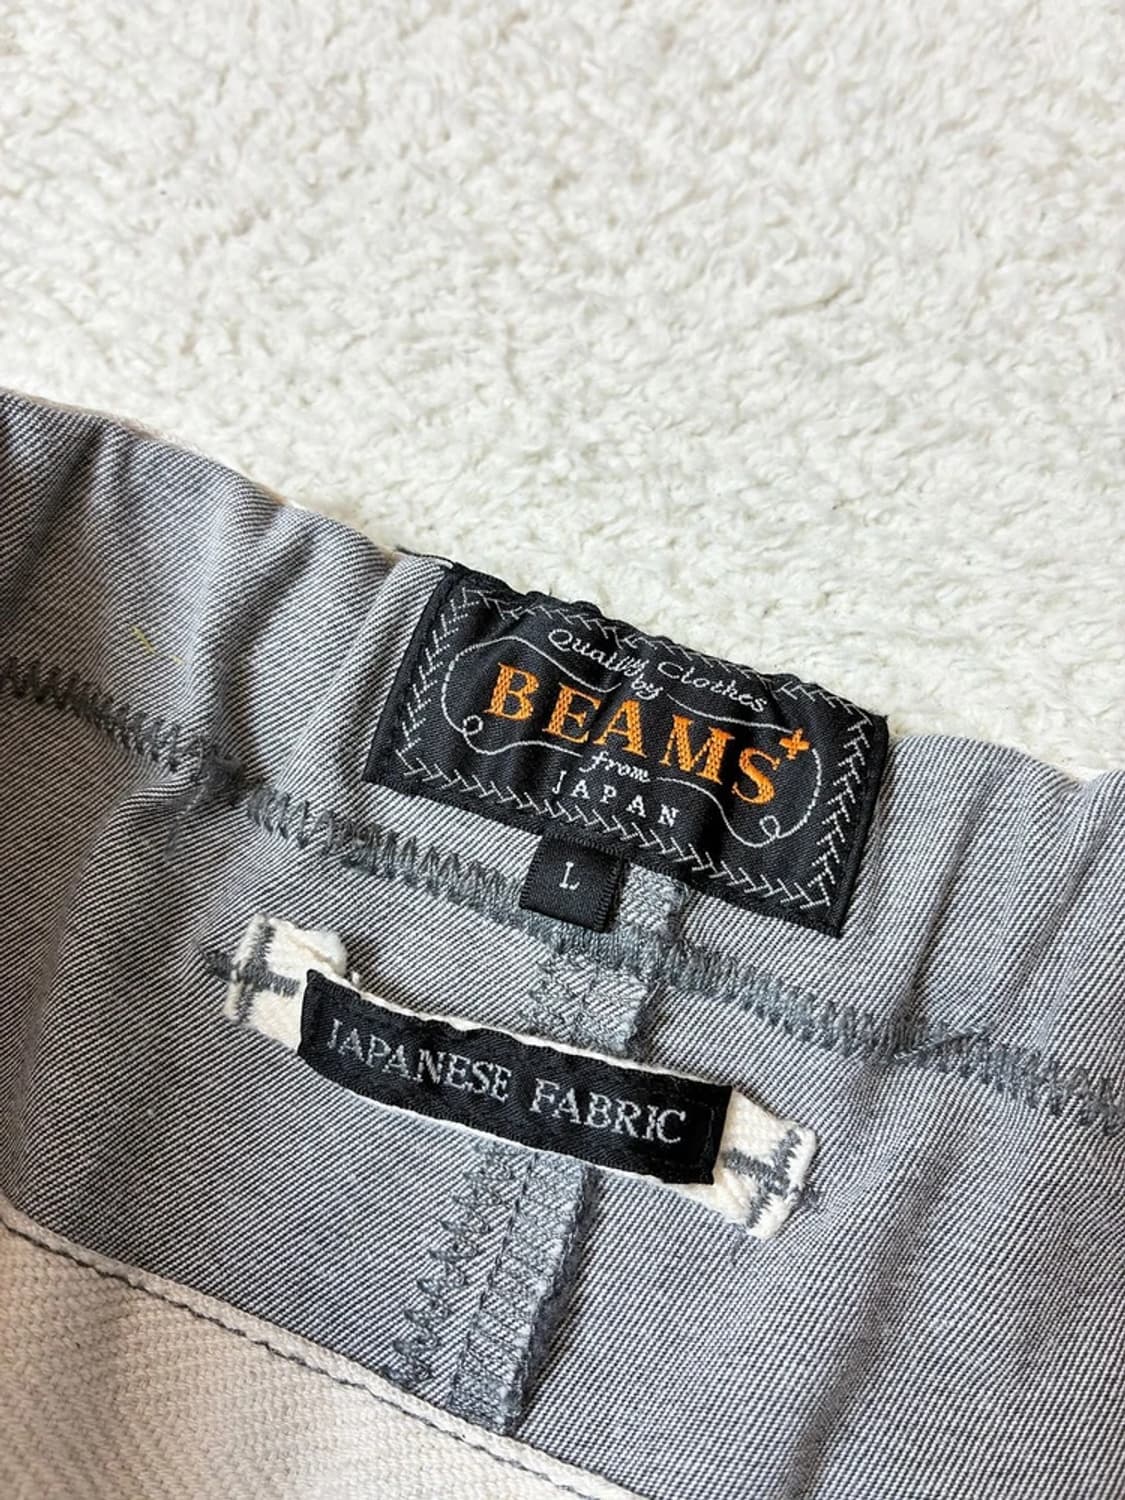 Quality Clothes
by
BEAMS+
from
JAPAN
L
JAPANESE FABRIC